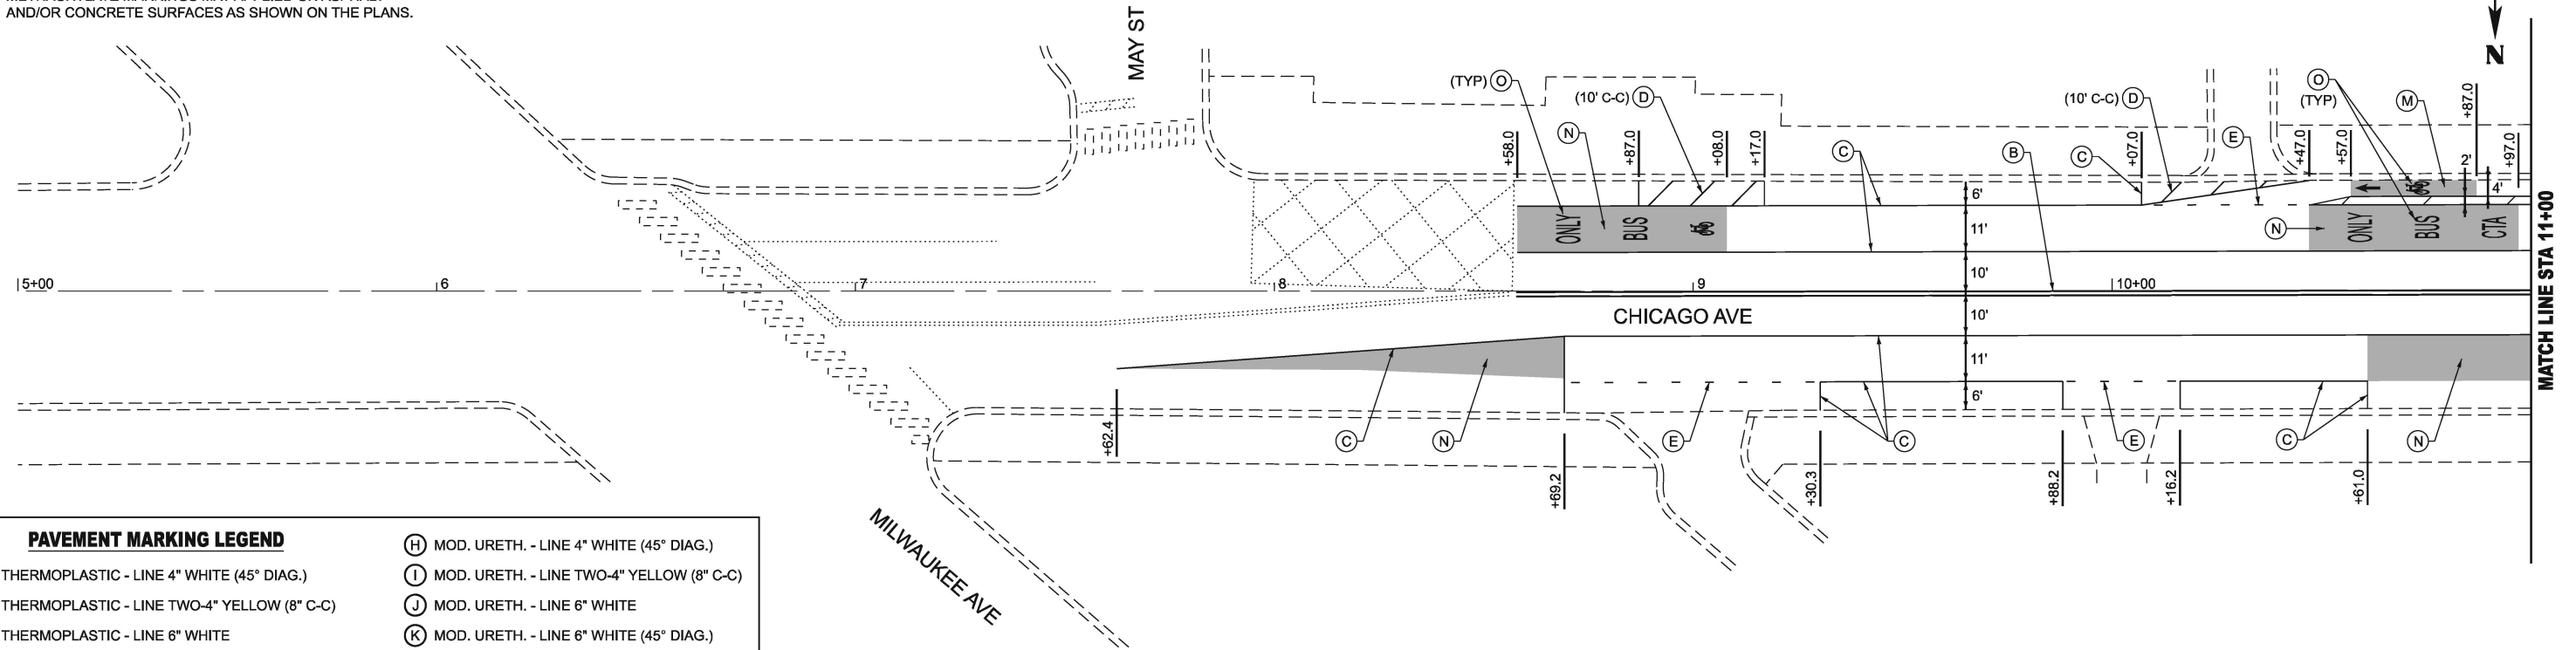 AND/OR CONCRETE SURFACES AS SHOWN ON THE PLANS.
MAY ST
N
(TYP) O
(10' C-C) D
N
+58.0
+87.0
+08.0
+17.0
C
B
(10' C-C) D
C
+07.0
E
+47.0
+57.0
O
(TYP)
M
+87.0
+97.0
2'
4'
6'
11'
10'
10'
11'
6'
ONLY
BUS
N
ONLY
BUS
CTA
5+00
6
7
8
9
10+00
CHICAGO AVE
MATCH LINE STA 11+00
+62.4
C
N
+69.2
E
+30.3
C
+88.2
E
+16.2
C
+61.0
N
MILWAUKEE AVE
PAVEMENT MARKING LEGEND
THERMOPLASTIC - LINE 4" WHITE (45° DIAG.)
THERMOPLASTIC - LINE TWO-4" YELLOW (8" C-C)
THERMOPLASTIC - LINE 6" WHITE
H MOD. URETH. - LINE 4" WHITE (45° DIAG.)
I MOD. URETH. - LINE TWO-4" YELLOW (8" C-C)
J MOD. URETH. - LINE 6" WHITE
K MOD. URETH. - LINE 6" WHITE (45° DIAG.)